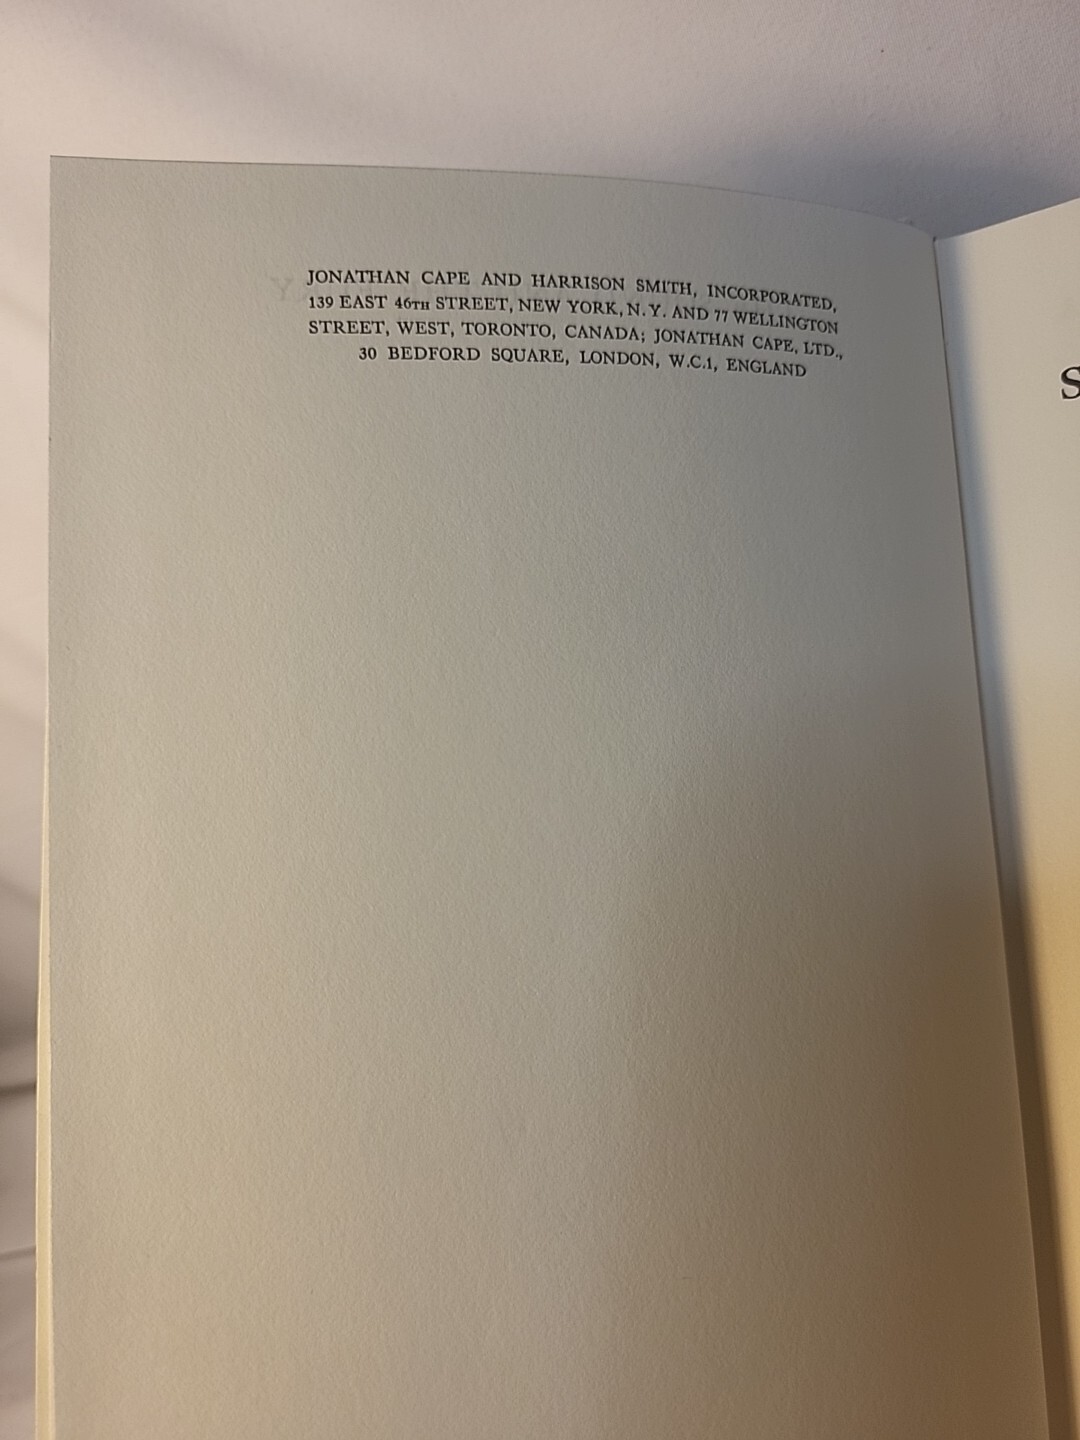 JONATHAN CAPE AND HARRISON SMITH, INCORPORATED,
139 EAST 46TH STREET, NEW YORK, N. Y. AND 77 WELLINGTON
STREET, WEST, TORONTO, CANADA; JONATHAN CAPE, LTD.,
30 BEDFORD SQUARE, LONDON, W.C.1, ENGLAND
S